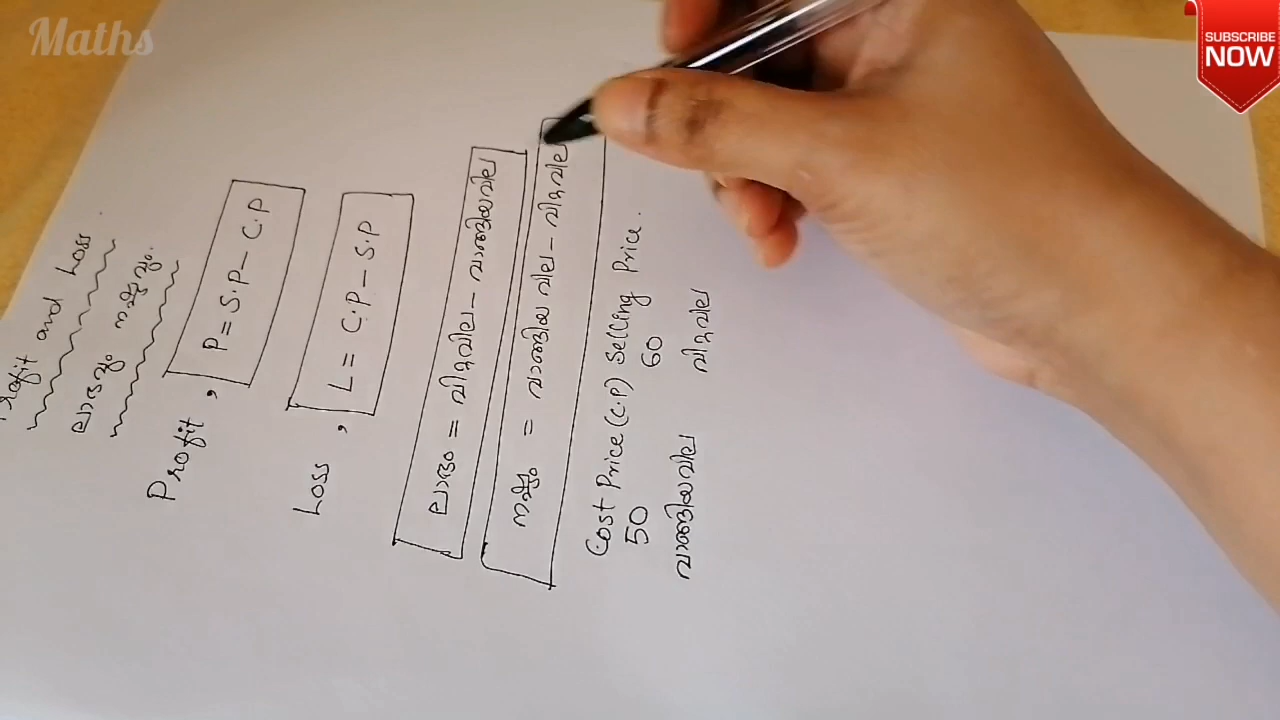 Maths
SUBSCRIBE
NOW
Profit and Loss
ലാഭവും നഷ്ടവും.
Profit, P = S.P - C.P
Loss, L = C.P - S.P
ലാഭം = വിറ്റവില - വാങ്ങിയവില
നഷ്ടം = വാങ്ങിയ വില - വിറ്റവില
Cost Price (C.P) Selling Price.
50 60
വാങ്ങിയവില വിറ്റവില